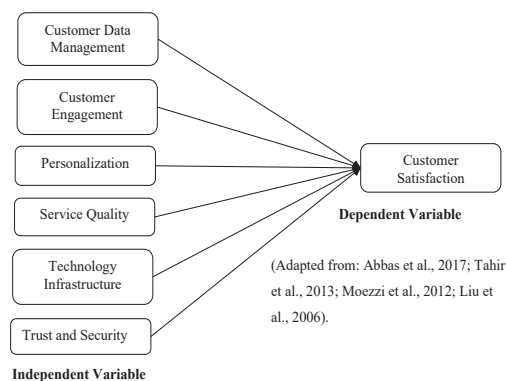 Customer Data
Management
Customer
Engagement
Personalization
Service Quality
Technology
Infrastructure
Trust and Security
Independent Variable
Customer
Satisfaction
Dependent Variable
(Adapted from: Abbas et al., 2017; Tahir
et al., 2013; Moezzi et al., 2012; Liu et
al., 2006).